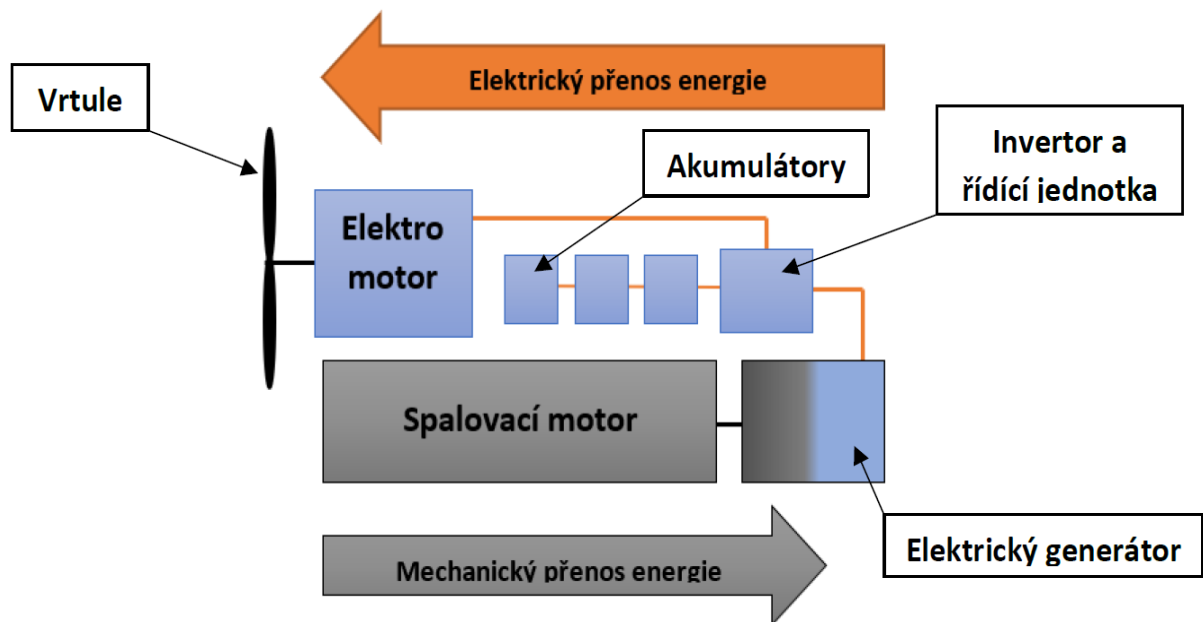 Elektrický přenos energie
Vrtule
Akumulátory
Invertor a
řídící jednotka
Elektro
motor
Spalovací motor
Elektrický generátor
Mechanický přenos energie